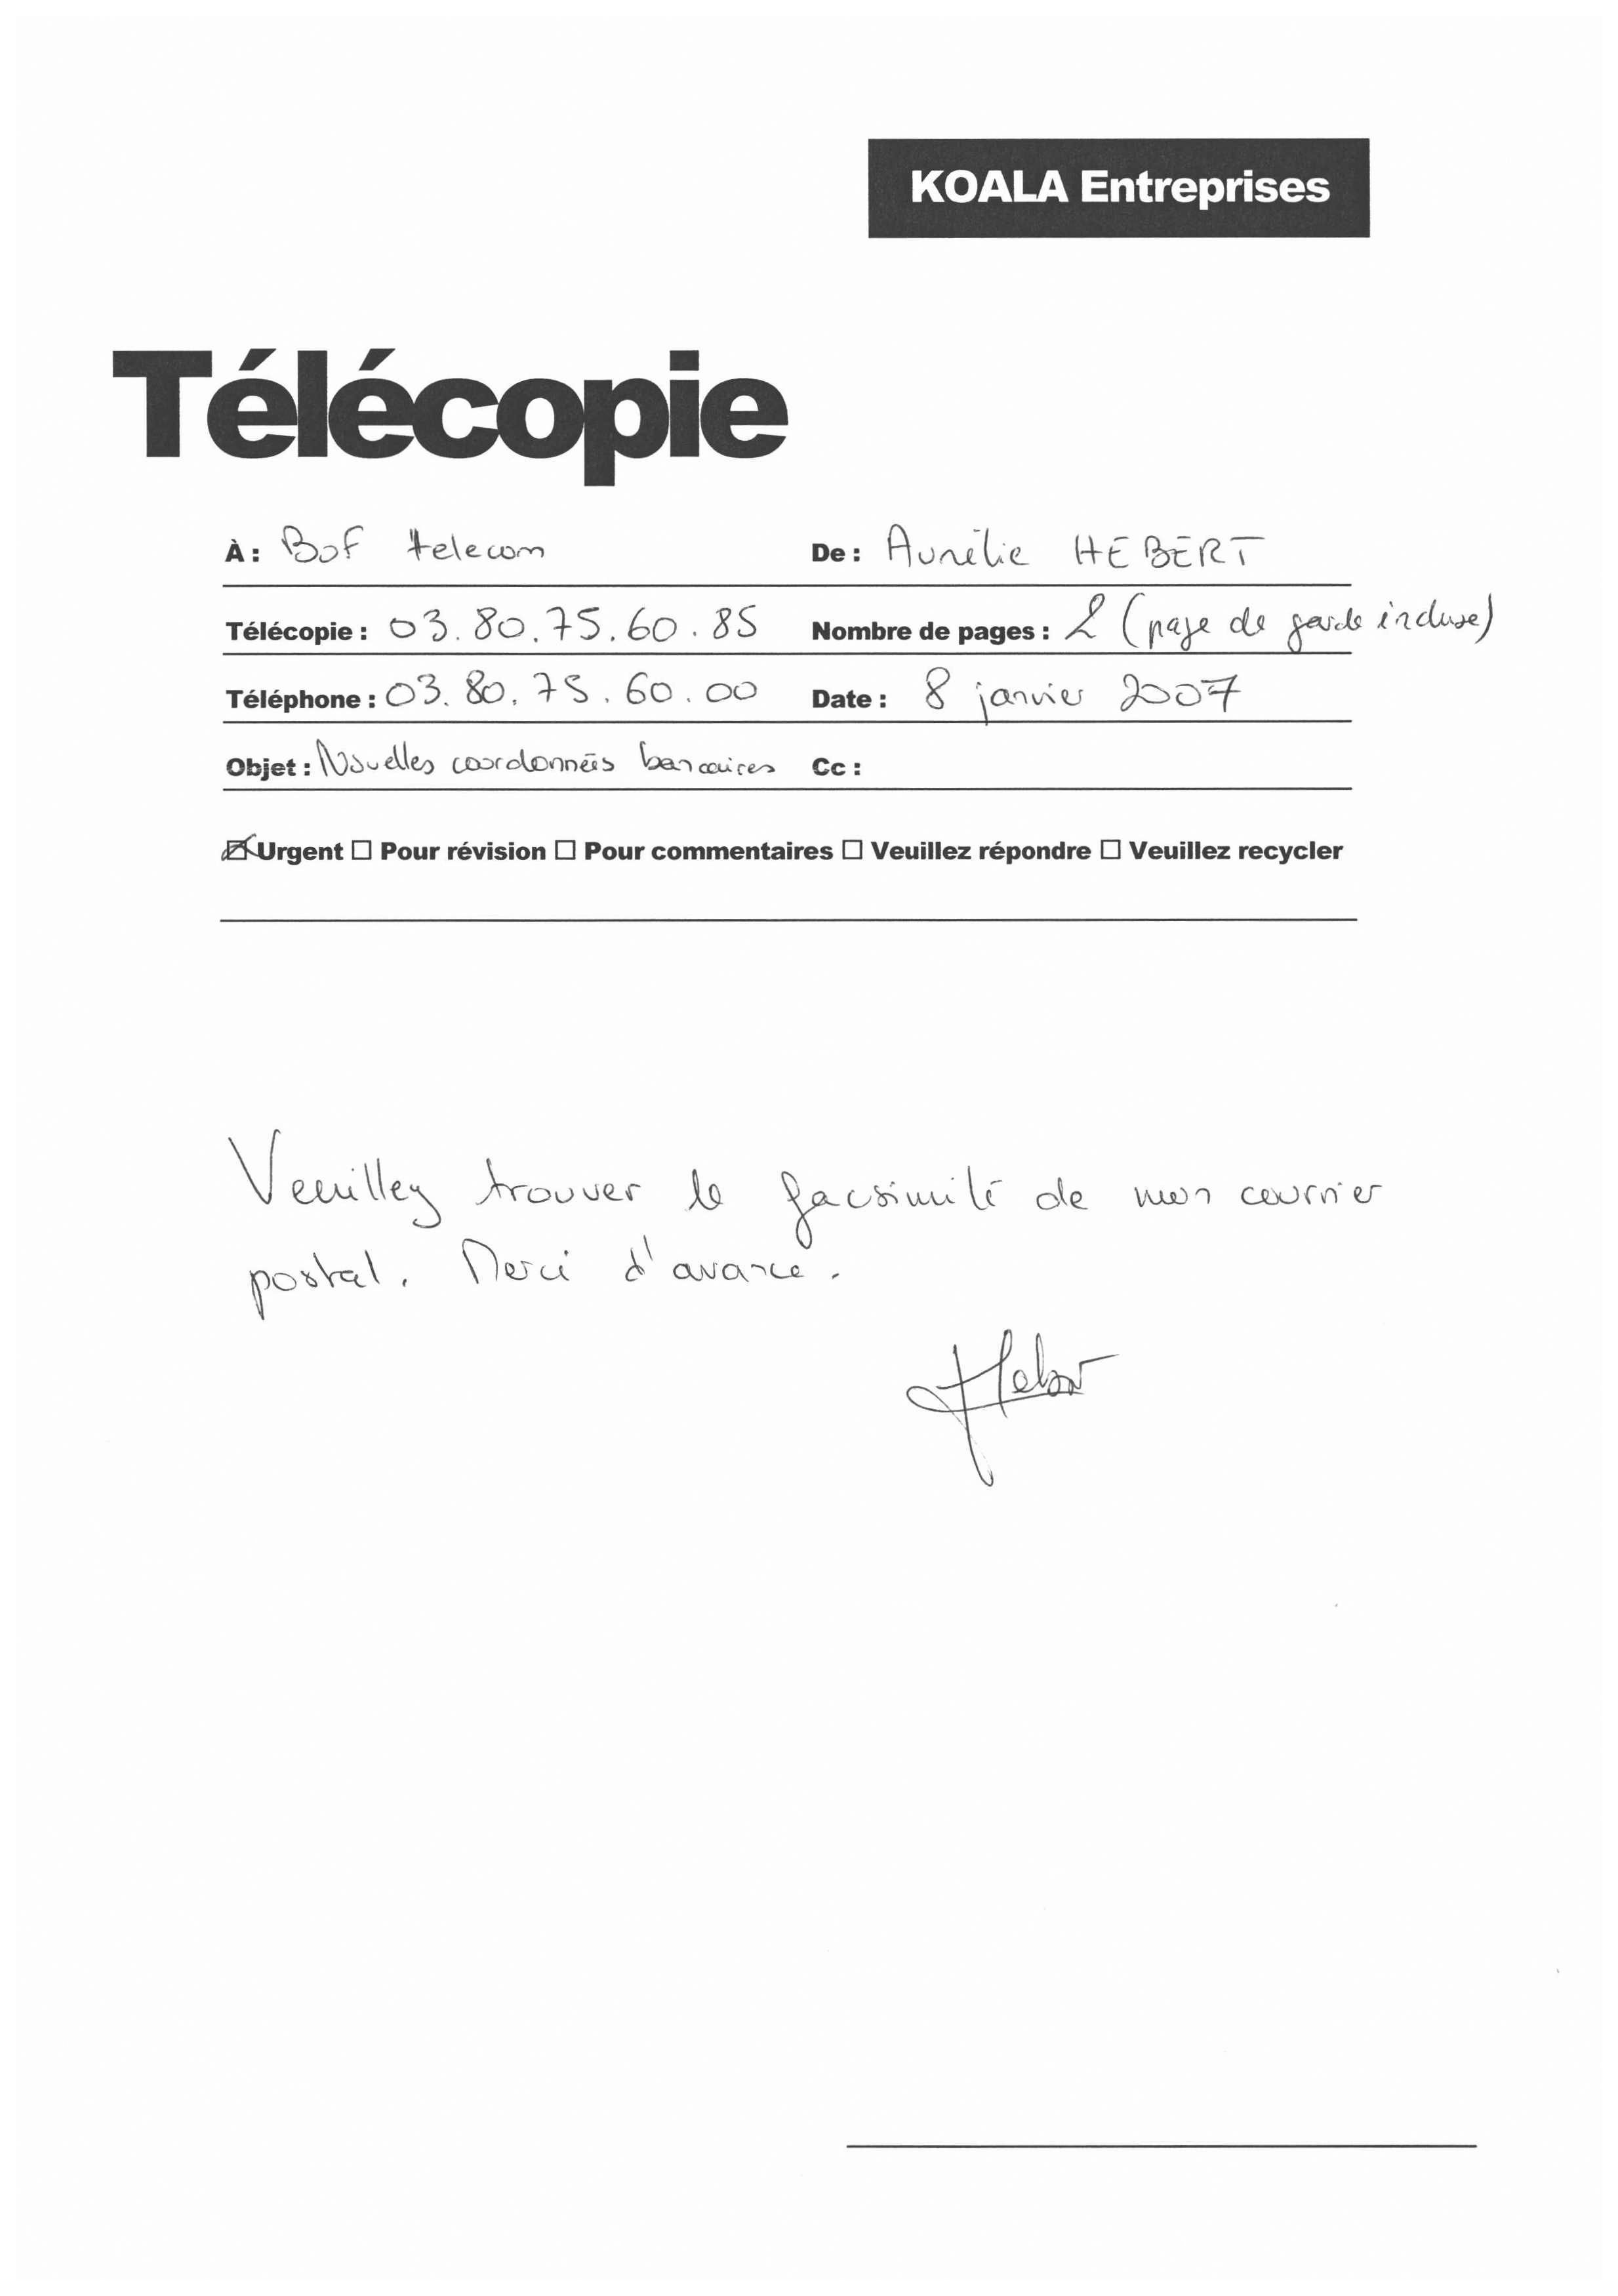 KOALA Entreprises
Télécopie
À : Bof telecom De : Aurélie HEBERT
Télécopie : 03.80.75.60.85 Nombre de pages : 2 (page de garde incluse)
Téléphone : 03.80.75.60.00 Date : 8 janvier 2007
Objet : Nouvelles coordonnées bancaires Cc :
☒ Urgent ☐ Pour révision ☐ Pour commentaires ☐ Veuillez répondre ☐ Veuillez recycler
Veuillez trouver le facsimilé de mon courrier
postal. Merci d'avance.
Hebert